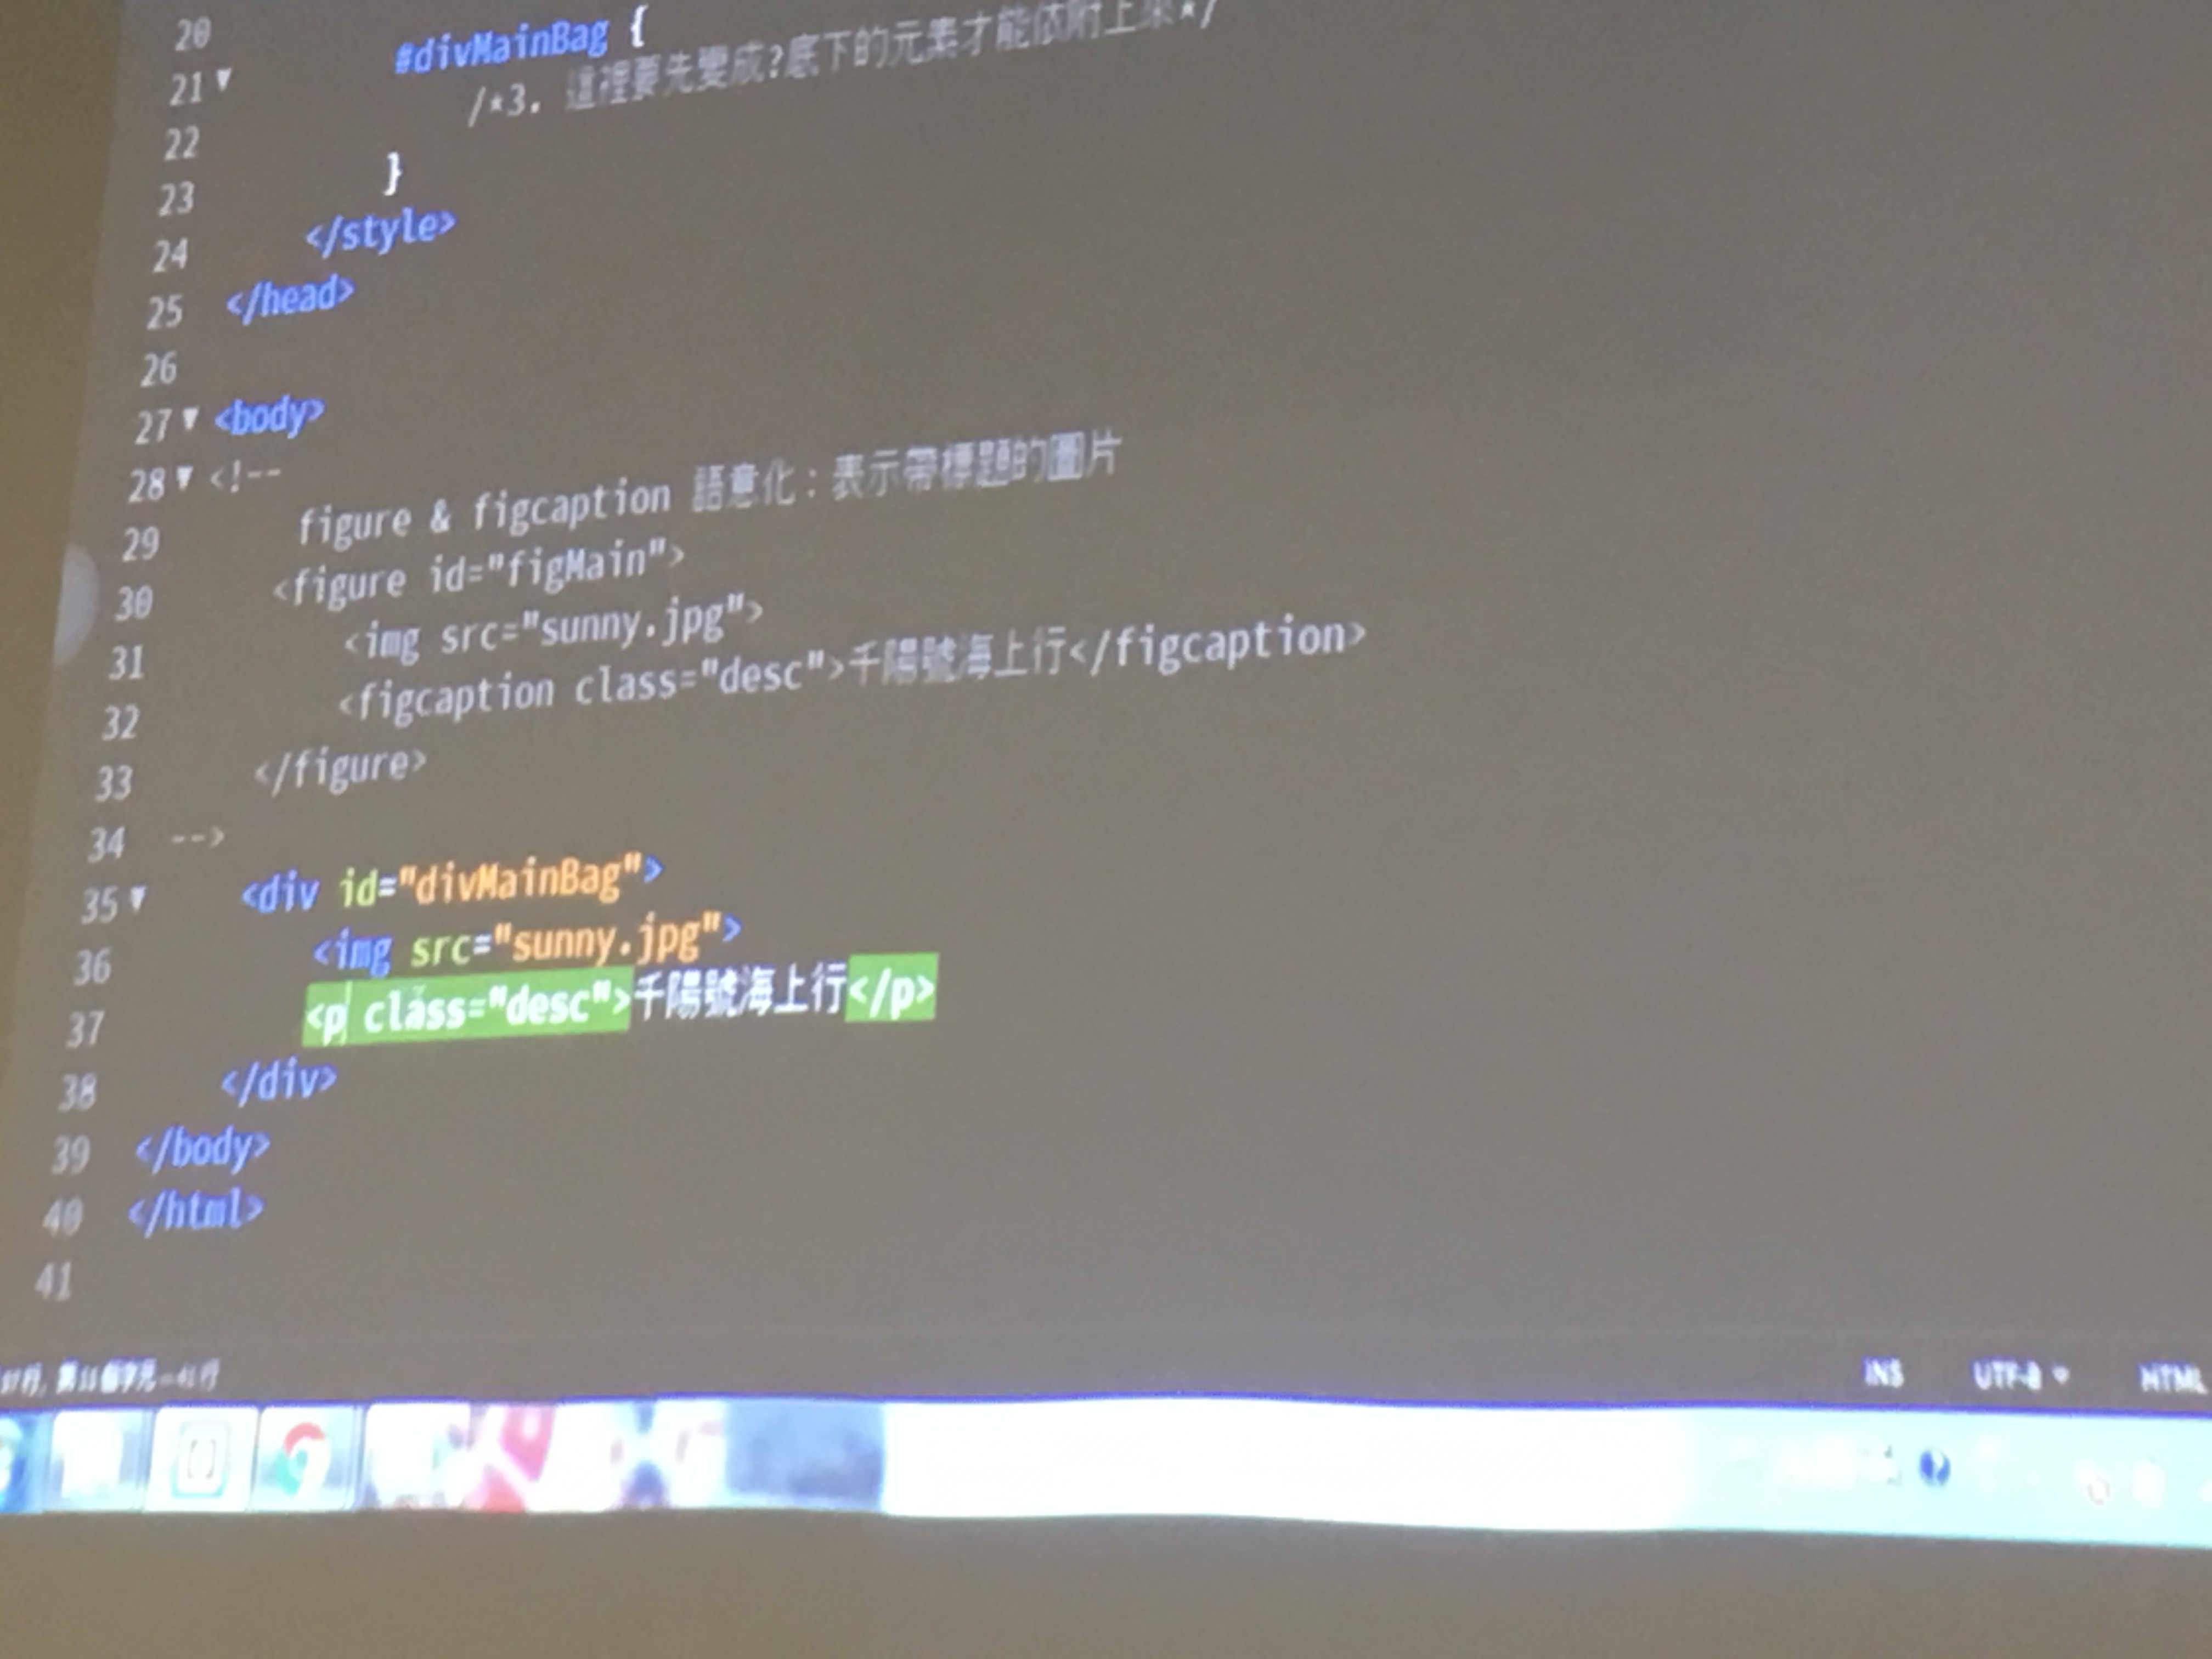 20
21 #divMainBag {
22 /*3. 這裡要先變成?底下的元素才能依附上來*/
23 }
24 </style>
25 </head>
26
27 <body>
28 <!--
29 figure & figcaption 語意化：表示帶標題的圖片
30 <figure id="figMain">
31 <img src="sunny.jpg">
32 <figcaption class="desc">千陽號海上行</figcaption>
33 </figure>
34 -->
35 <div id="divMainBag">
36 <img src="sunny.jpg">
37 <p class="desc">千陽號海上行</p>
38 </div>
39 </body>
40 </html>
41
INS UTF-8 HTML